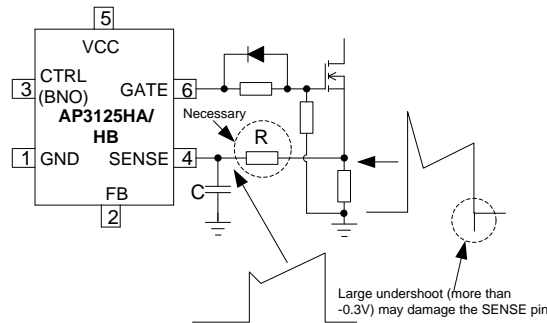 5
VCC
3
CTRL
(BNO)
GATE
6
AP3125HA/
HB
Necessary
R
1
GND
SENSE
4
C
FB
2
Large undershoot (more than
-0.3V) may damage the SENSE pin